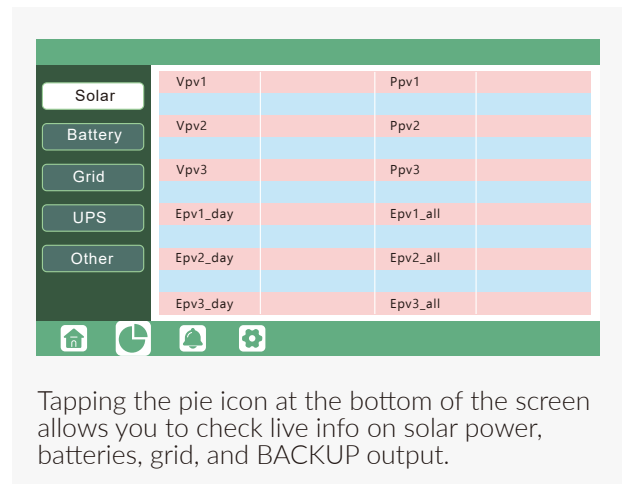 Solar
Battery
Grid
UPS
Other
Vpv1 Ppv1
Vpv2 Ppv2
Vpv3 Ppv3
Epv1_day Epv1_all
Epv2_day Epv2_all
Epv3_day Epv3_all
Tapping the pie icon at the bottom of the screen
allows you to check live info on solar power,
batteries, grid, and BACKUP output.